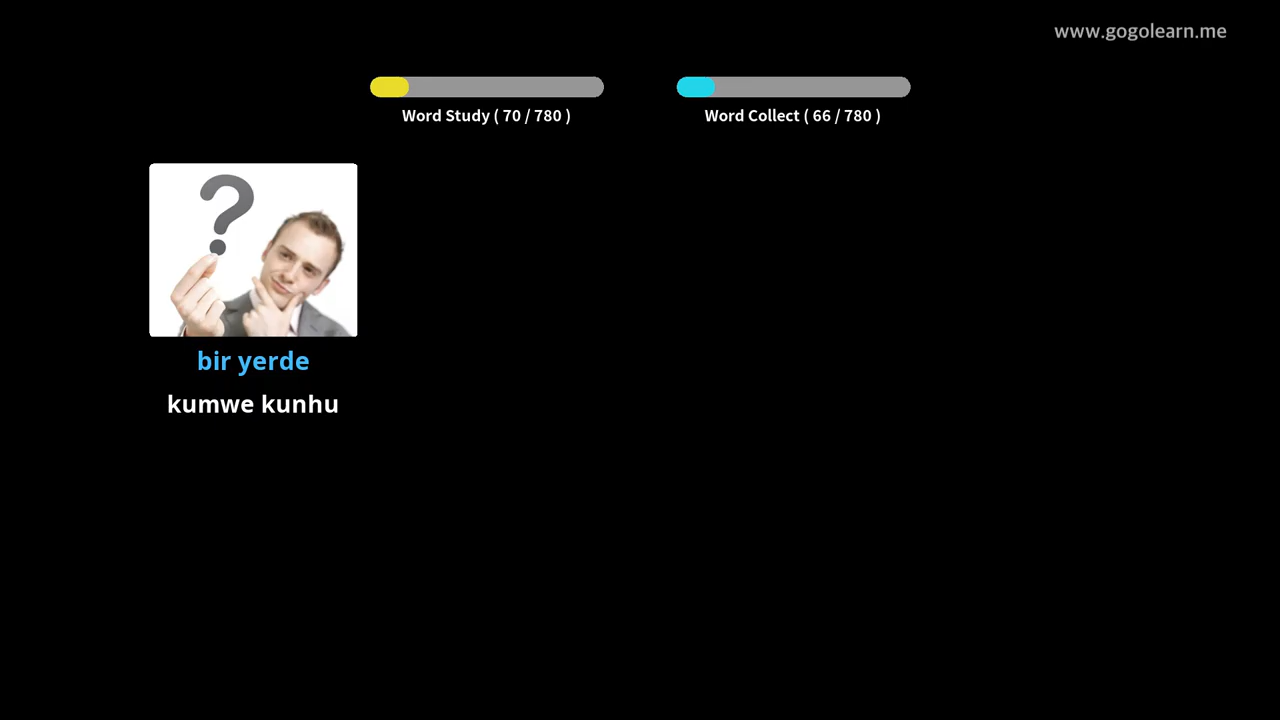 www.gogolearn.me
Word Study ( 70 / 780 )
Word Collect ( 66 / 780 )
?
bir yerde
kumwe kunhu